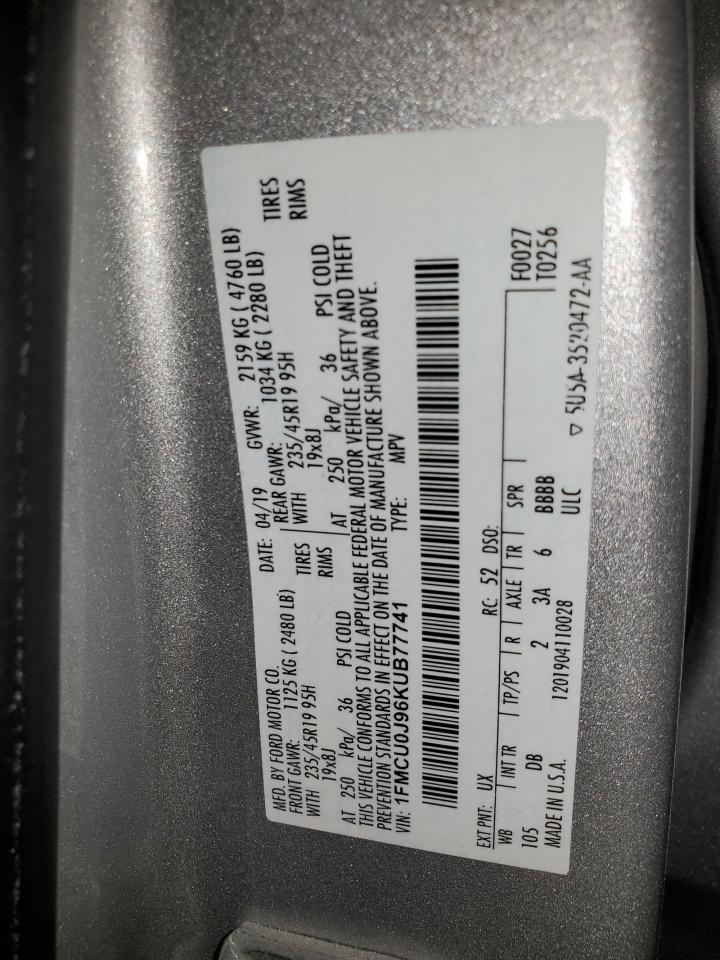 MFD. BY FORD MOTOR CO.
DATE: 04/19 GVWR: 2159 KG ( 4760 LB)
FRONT GAWR: 1125 KG ( 2480 LB)
REAR GAWR: 1034 KG ( 2280 LB)
WITH 235/45R19 95H TIRES
WITH 235/45R19 95H TIRES
19x8J RIMS
19x8J RIMS
AT 250 kPa/ 36 PSI COLD
AT 250 kPa/ 36 PSI COLD
THIS VEHICLE CONFORMS TO ALL APPLICABLE FEDERAL MOTOR VEHICLE SAFETY AND THEFT
PREVENTION STANDARDS IN EFFECT ON THE DATE OF MANUFACTURE SHOWN ABOVE.
VIN: 1FMCU0J96KUB77741 TYPE: MPV
EXT PNT: UX RC: 52 DSO:
WB INT TR TP/PS R AXLE TR SPR F0027
105 DB 2 3A 6 BBBB T0256
MADE IN U.S.A. 1201904110028 ULC ▽ 5U5A-3520472-AA